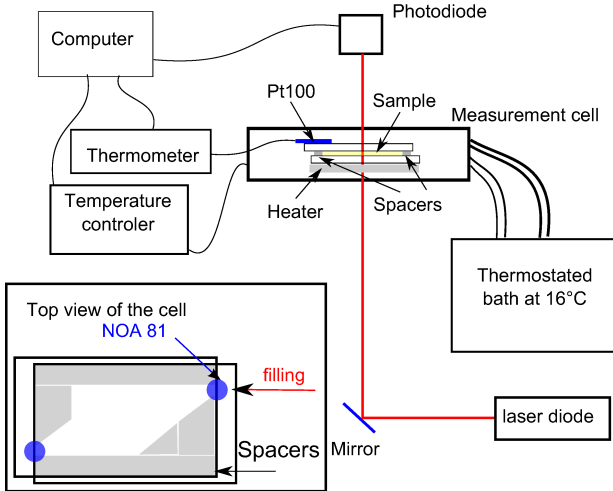 Photodiode
Computer
Pt100
Sample
Measurement cell
Thermometer
Temperature
controler
Heater
Spacers
Thermostated
bath at 16°C
Top view of the cell
NOA 81
filling
laser diode
Spacers
Mirror